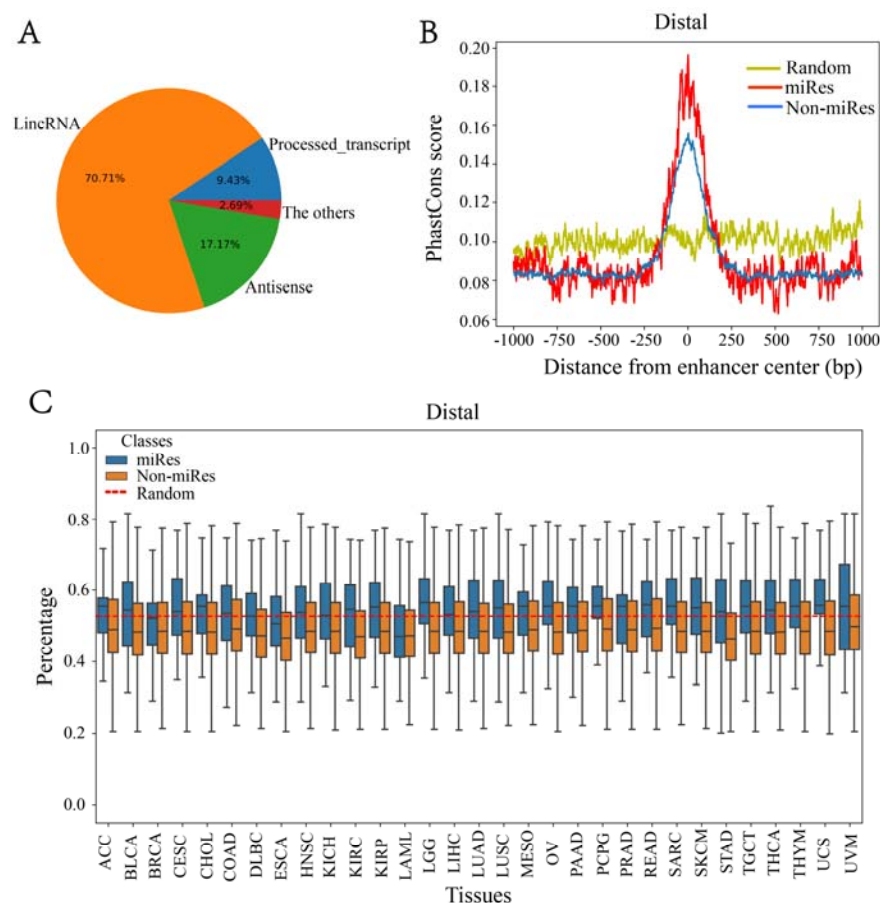 A
LincRNA
70.71%
Processed_transcript
9.43%
2.69%
The others
17.17%
Antisense
B
Distal
0.20
0.18
0.16
0.14
0.12
0.10
0.08
0.06
PhastCons score
Random
miRes
Non-miRes
-1000 -750 -500 -250 0 250 500 750 1000
Distance from enhancer center (bp)
C
Distal
Classes
miRes
Non-miRes
Random
1.0
0.8
0.6
0.4
0.2
0.0
Percentage
ACC BLCA BRCA CESC CHOL COAD DLBC ESCA HNSC KICH KIRC KIRP LAML LGG LIHC LUAD LUSC MESO OV PAAD PCPG PRAD READ SARC SKCM STAD TGCT THCA THYM UCS UVM
Tissues